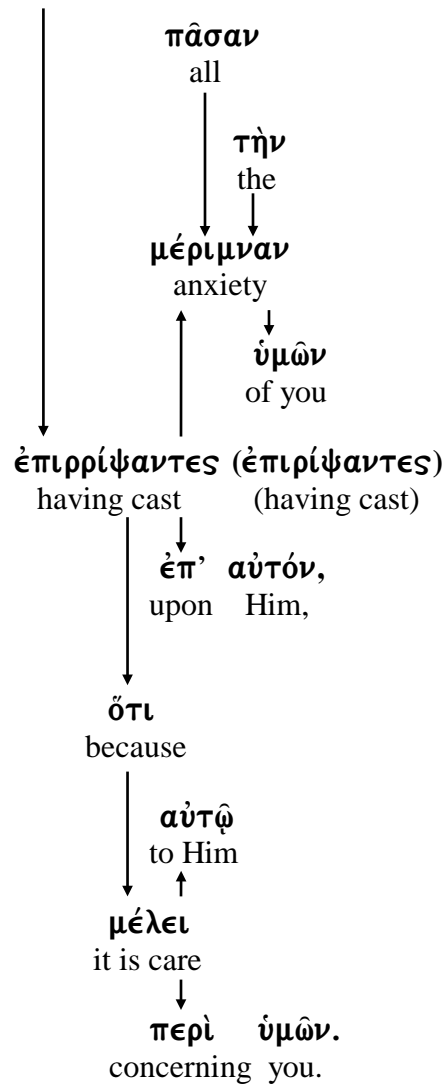 πᾶσαν
all
τὴν
the
μέριμναν
anxiety
ὑμῶν
of you
ἐπιρρίψαντες (ἐπιρίψαντες)
having cast (having cast)
ἐπ’ αὐτόν,
upon Him,
ὅτι
because
αὐτῷ
to Him
μέλει
it is care
περὶ ὑμῶν.
concerning you.